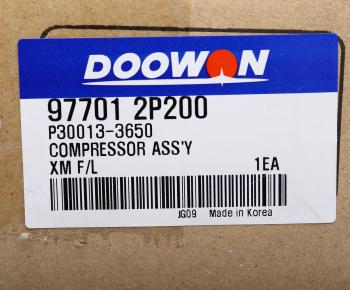 DOOWON
97701 2P200
P30013-3650
COMPRESSOR ASS'Y
XM F/L 1EA
JG09 Made in Korea